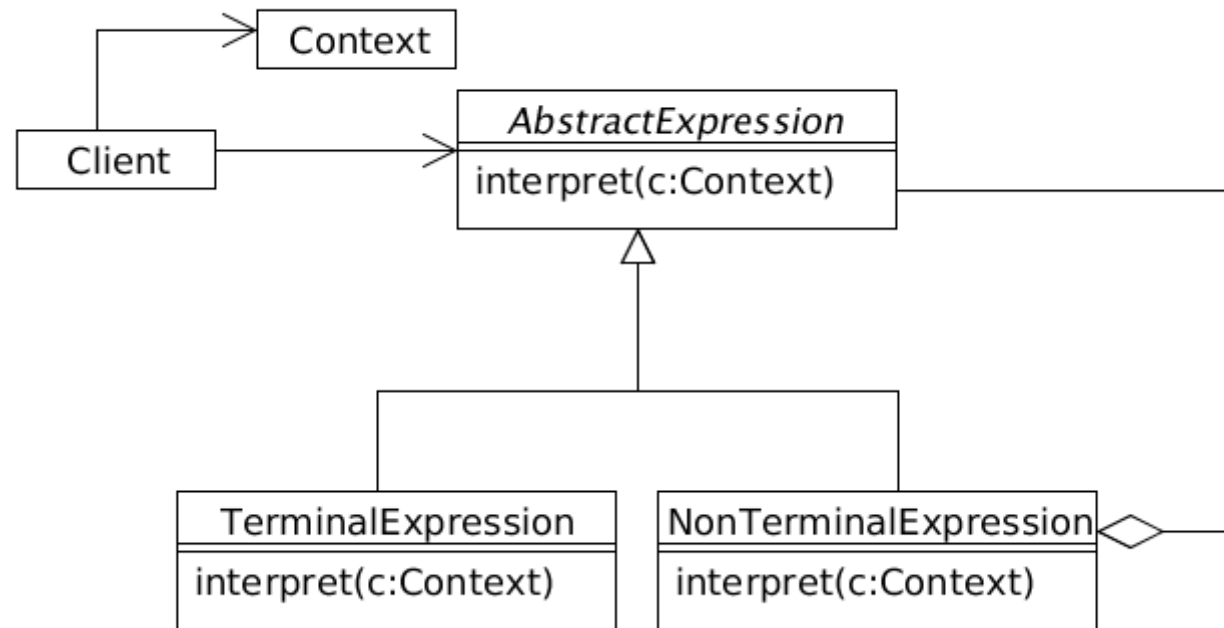 Context
Client
AbstractExpression
interpret(c:Context)
TerminalExpression
interpret(c:Context)
NonTerminalExpression
interpret(c:Context)